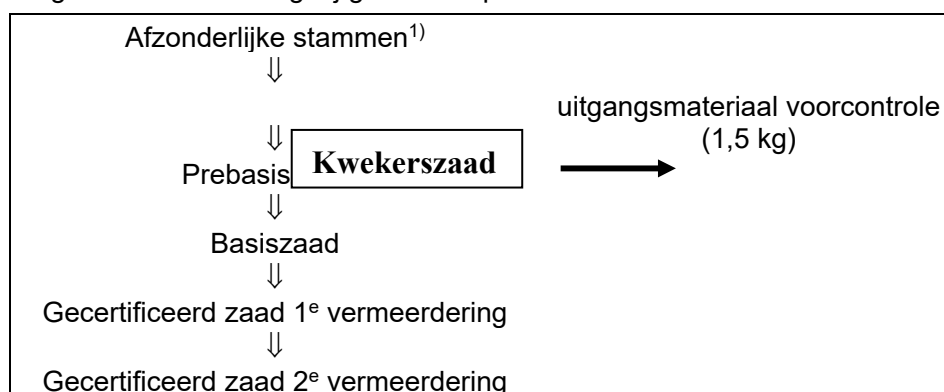 Afzonderlijke stammen¹⁾
⇓
uitgangsmateriaal voorcontrole
(1,5 kg)
⇓
Kwekerszaad
Prebasis
⇓
Basiszaad
⇓
Gecertificeerd zaad 1ᵉ vermeerdering
⇓
Gecertificeerd zaad 2ᵉ vermeerdering